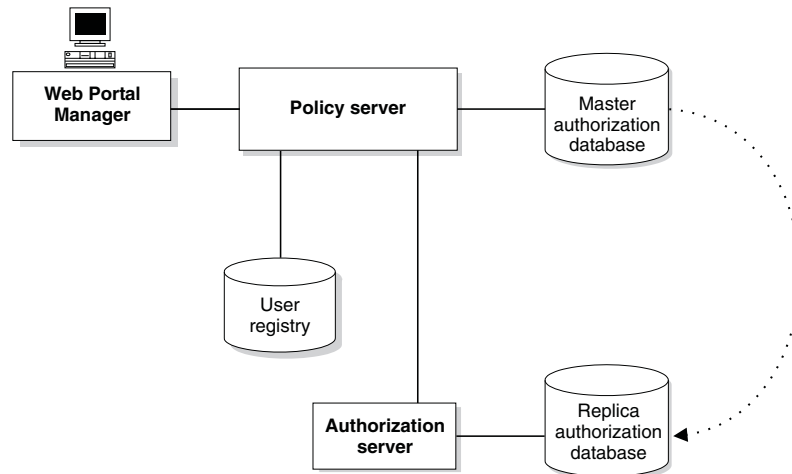 Web Portal
Manager
Policy server
Master
authorization
database
User
registry
Authorization
server
Replica
authorization
database